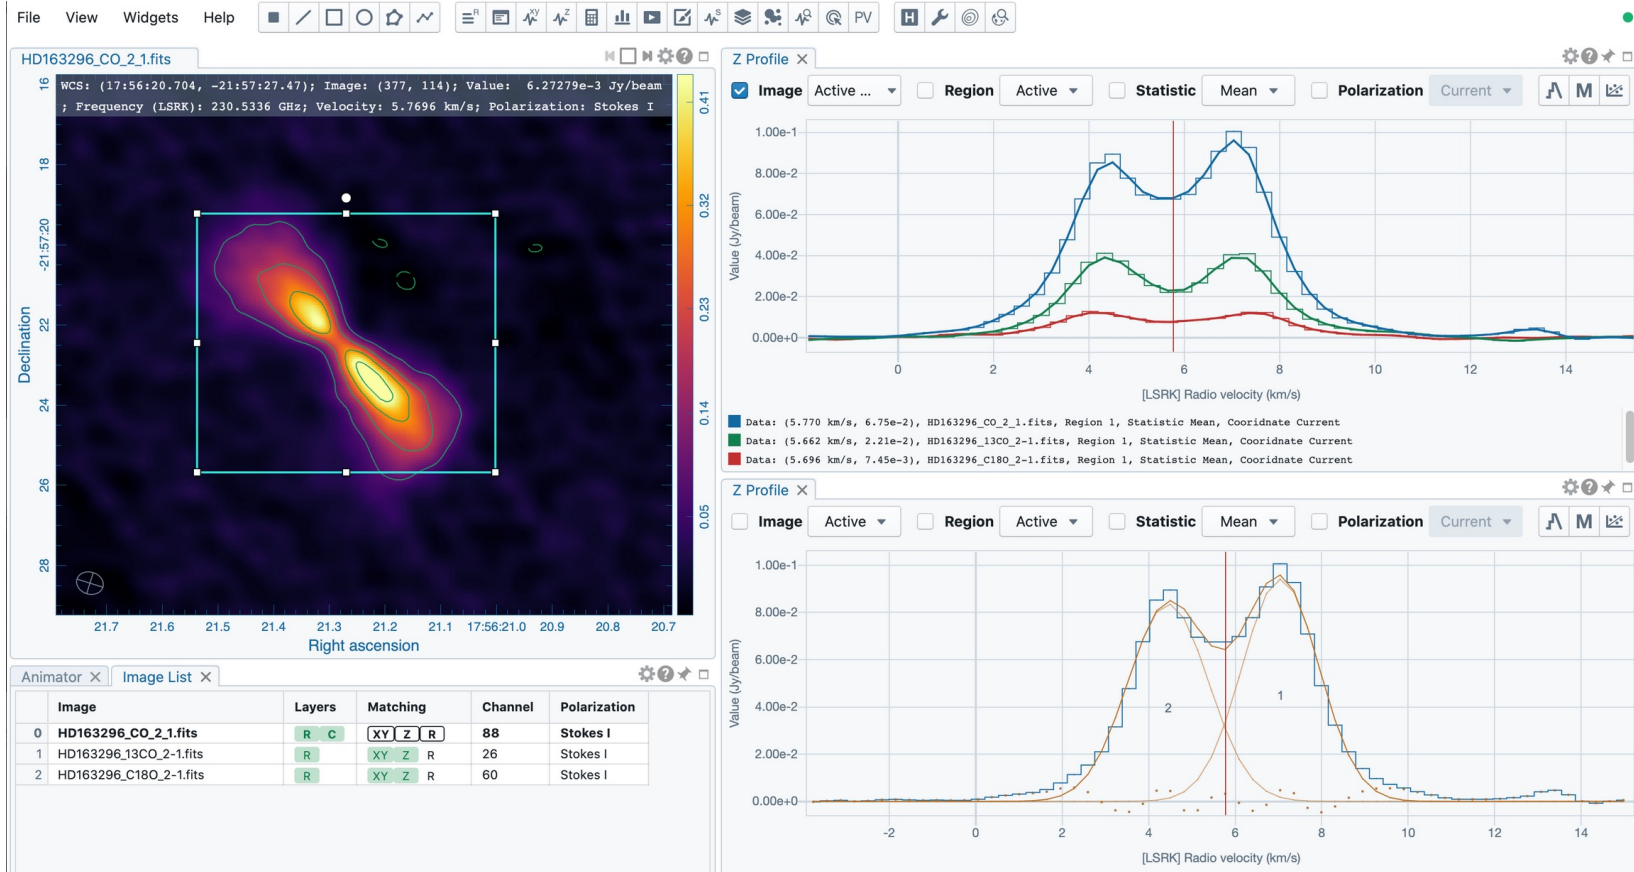 File View Widgets Help
PV
HD163296_CO_2_1.fits
WCS: (17:56:20.704, -21:57:27.47); Image: (377, 114); Value:  6.27279e-3 Jy/beam
; Frequency (LSRK): 230.5336 GHz; Velocity: 5.7696 km/s; Polarization: Stokes I
16
18
-21:57:20
22
24
26
28
Declination
21.7 21.6 21.5 21.4 21.3 21.2 21.1 17:56:21.0 20.9 20.8 20.7
Right ascension
0.41
0.32
0.23
0.14
0.05
Animator Image List
Image Layers Matching Channel Polarization
0 HD163296_CO_2_1.fits R C XY Z R 88 Stokes I
1 HD163296_13CO_2-1.fits R XY Z R 26 Stokes I
2 HD163296_C18O_2-1.fits R XY Z R 60 Stokes I
Z Profile
Image Active ... Region Active Statistic Mean Polarization Current M
1.00e-1
8.00e-2
6.00e-2
4.00e-2
2.00e-2
0.00e+0
Value (Jy/beam)
0 2 4 6 8 10 12 14
[LSRK] Radio velocity (km/s)
Data: (5.770 km/s, 6.75e-2), HD163296_CO_2_1.fits, Region 1, Statistic Mean, Cooridnate Current
Data: (5.662 km/s, 2.21e-2), HD163296_13CO_2-1.fits, Region 1, Statistic Mean, Cooridnate Current
Data: (5.696 km/s, 7.45e-3), HD163296_C18O_2-1.fits, Region 1, Statistic Mean, Cooridnate Current
Z Profile
Image Active Region Active Statistic Mean Polarization Current M
1.00e-1
8.00e-2
6.00e-2
4.00e-2
2.00e-2
0.00e+0
Value (Jy/beam)
2 1
-2 0 2 4 6 8 10 12 14
[LSRK] Radio velocity (km/s)